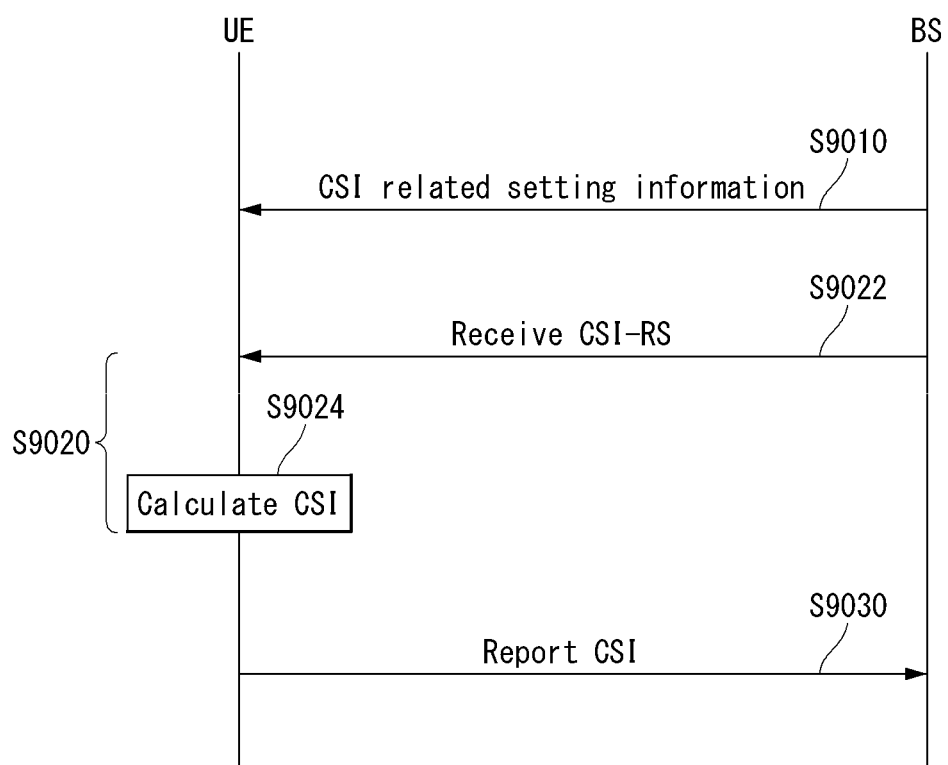 UE
BS
S9010
CSI related setting information
S9022
Receive CSI-RS
S9024
S9020
Calculate CSI
S9030
Report CSI